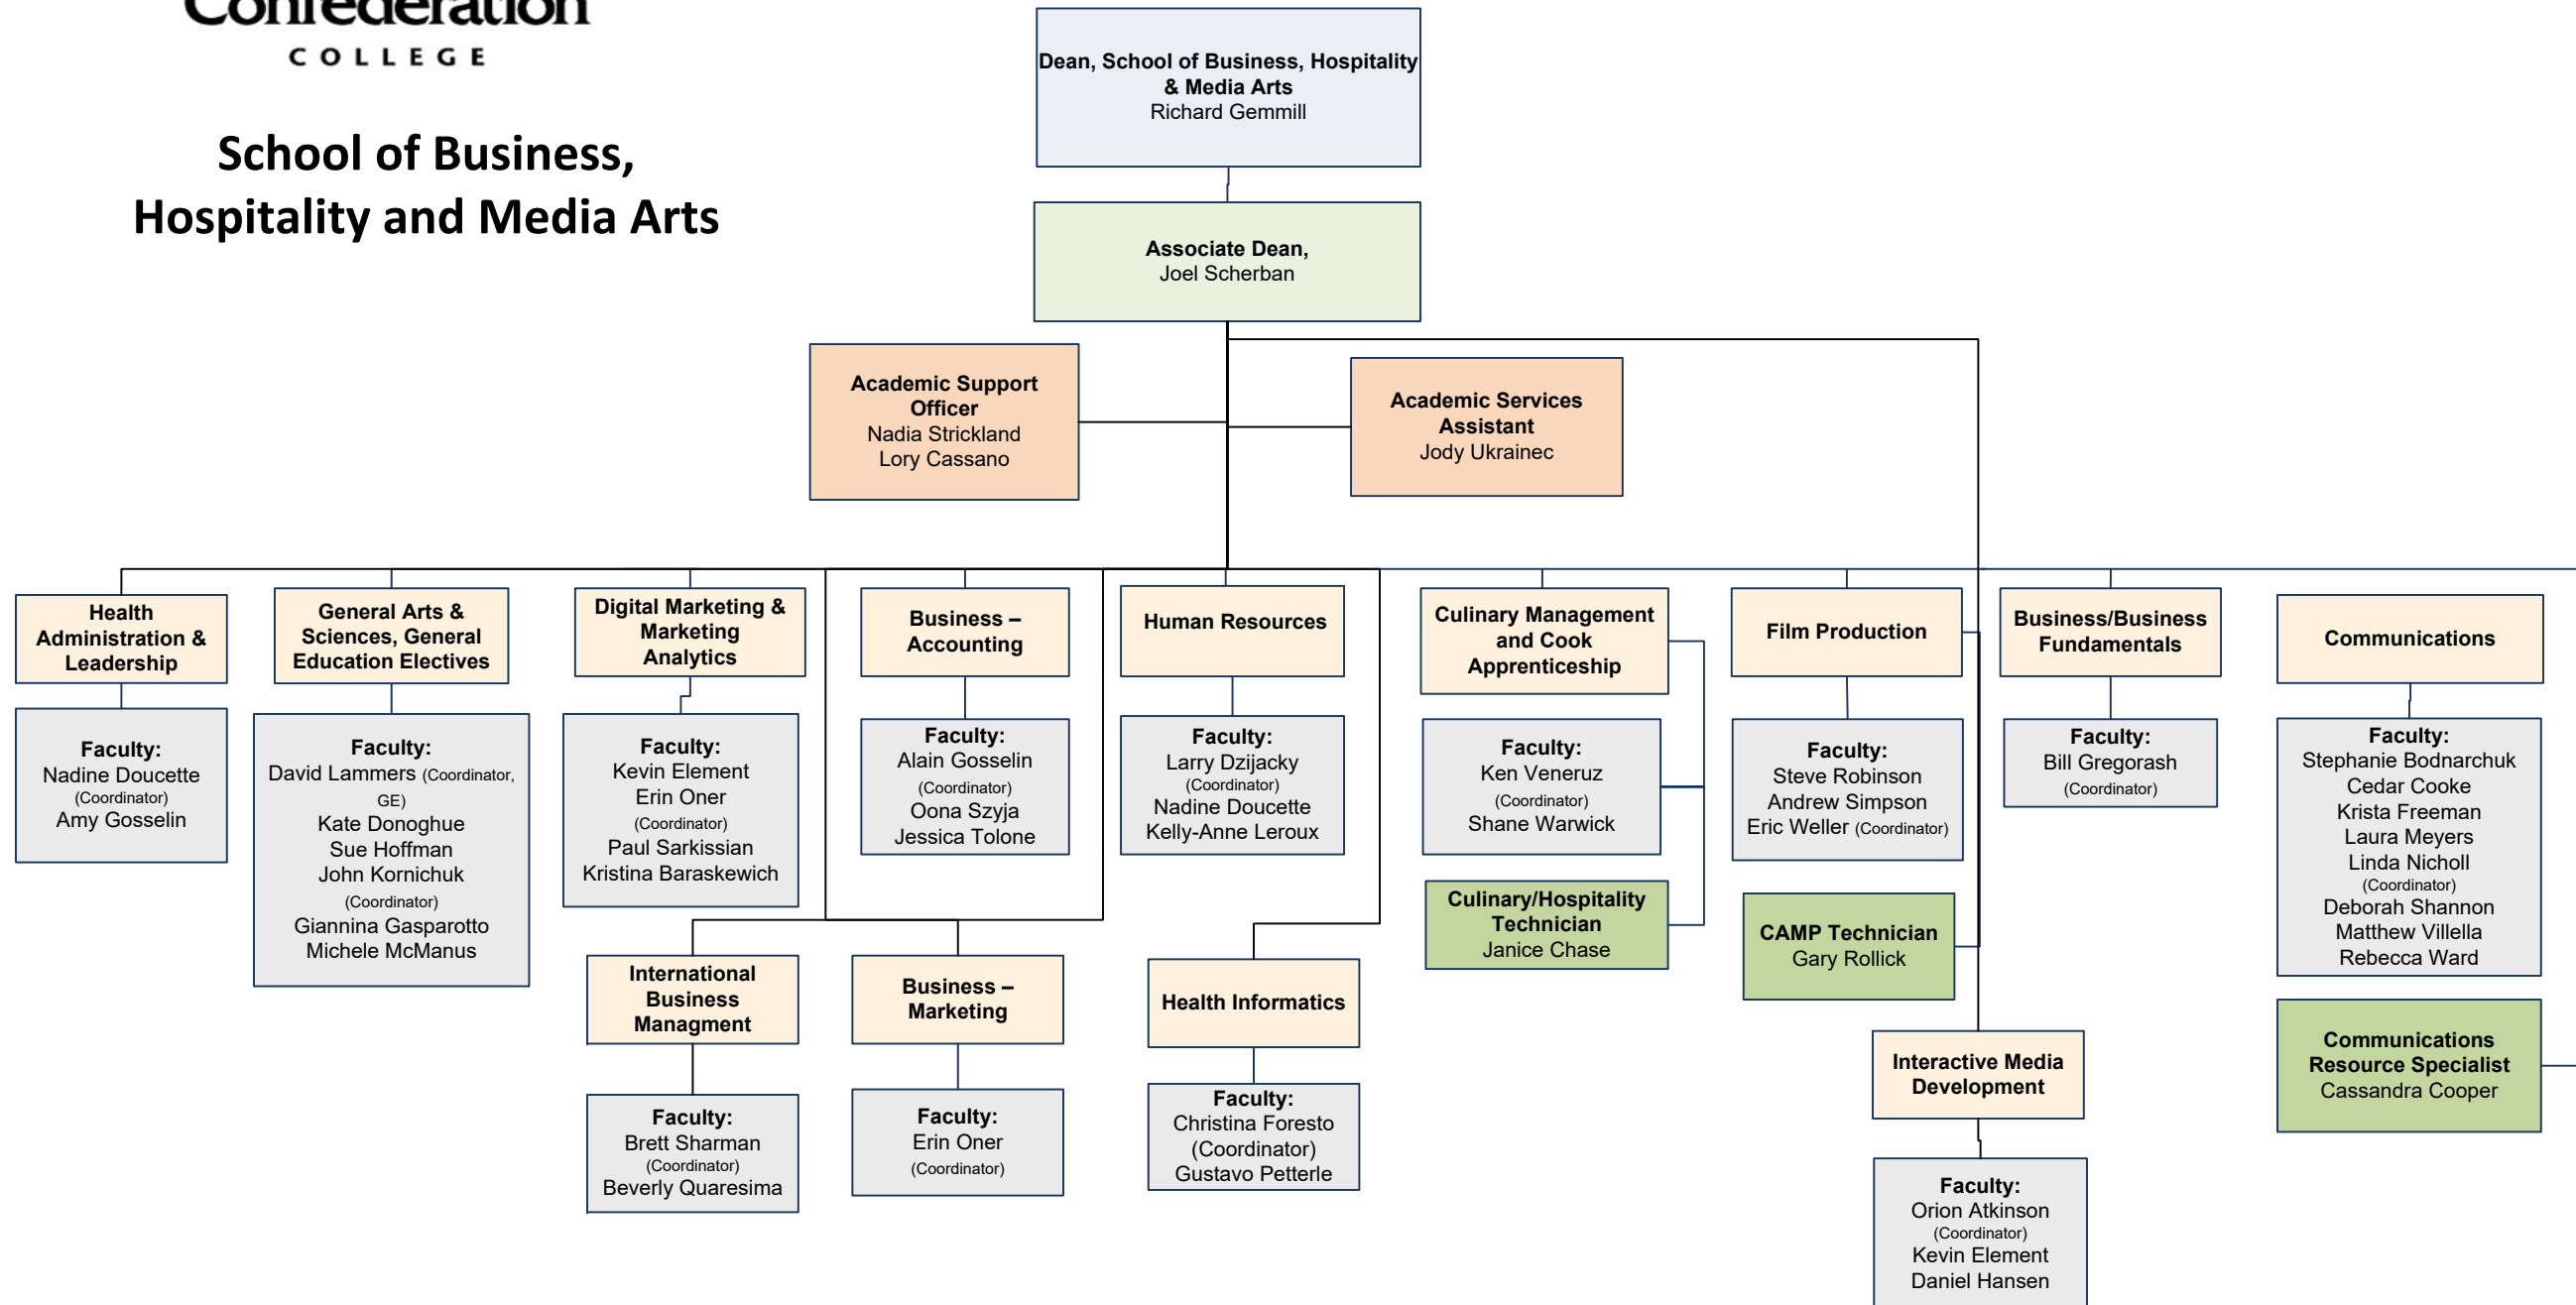 Confederation
COLLEGE
School of Business,
Hospitality and Media Arts
Dean, School of Business, Hospitality
& Media Arts
Richard Gemmill
Associate Dean,
Joel Scherban
Academic Support
Officer
Nadia Strickland
Lory Cassano
Academic Services
Assistant
Jody Ukrainec
Health
Administration &
Leadership
Faculty:
Nadine Doucette
(Coordinator)
Amy Gosselin
General Arts &
Sciences, General
Education Electives
Faculty:
David Lammers (Coordinator,
GE)
Kate Donoghue
Sue Hoffman
John Kornichuk
(Coordinator)
Giannina Gasparotto
Michele McManus
Digital Marketing &
Marketing
Analytics
Faculty:
Kevin Element
Erin Oner
(Coordinator)
Paul Sarkissian
Kristina Baraskewich
Business –
Accounting
Faculty:
Alain Gosselin
(Coordinator)
Oona Szyja
Jessica Tolone
Human Resources
Faculty:
Larry Dzijacky
(Coordinator)
Nadine Doucette
Kelly-Anne Leroux
Culinary Management
and Cook
Apprenticeship
Faculty:
Ken Veneruz
(Coordinator)
Shane Warwick
Culinary/Hospitality
Technician
Janice Chase
Film Production
Faculty:
Steve Robinson
Andrew Simpson
Eric Weller (Coordinator)
CAMP Technician
Gary Rollick
Business/Business
Fundamentals
Faculty:
Bill Gregorash
(Coordinator)
Communications
Faculty:
Stephanie Bodnarchuk
Cedar Cooke
Krista Freeman
Laura Meyers
Linda Nicholl
(Coordinator)
Deborah Shannon
Matthew Villella
Rebecca Ward
Communications
Resource Specialist
Cassandra Cooper
International
Business
Managment
Faculty:
Brett Sharman
(Coordinator)
Beverly Quaresima
Business –
Marketing
Faculty:
Erin Oner
(Coordinator)
Health Informatics
Faculty:
Christina Foresto
(Coordinator)
Gustavo Petterle
Interactive Media
Development
Faculty:
Orion Atkinson
(Coordinator)
Kevin Element
Daniel Hansen